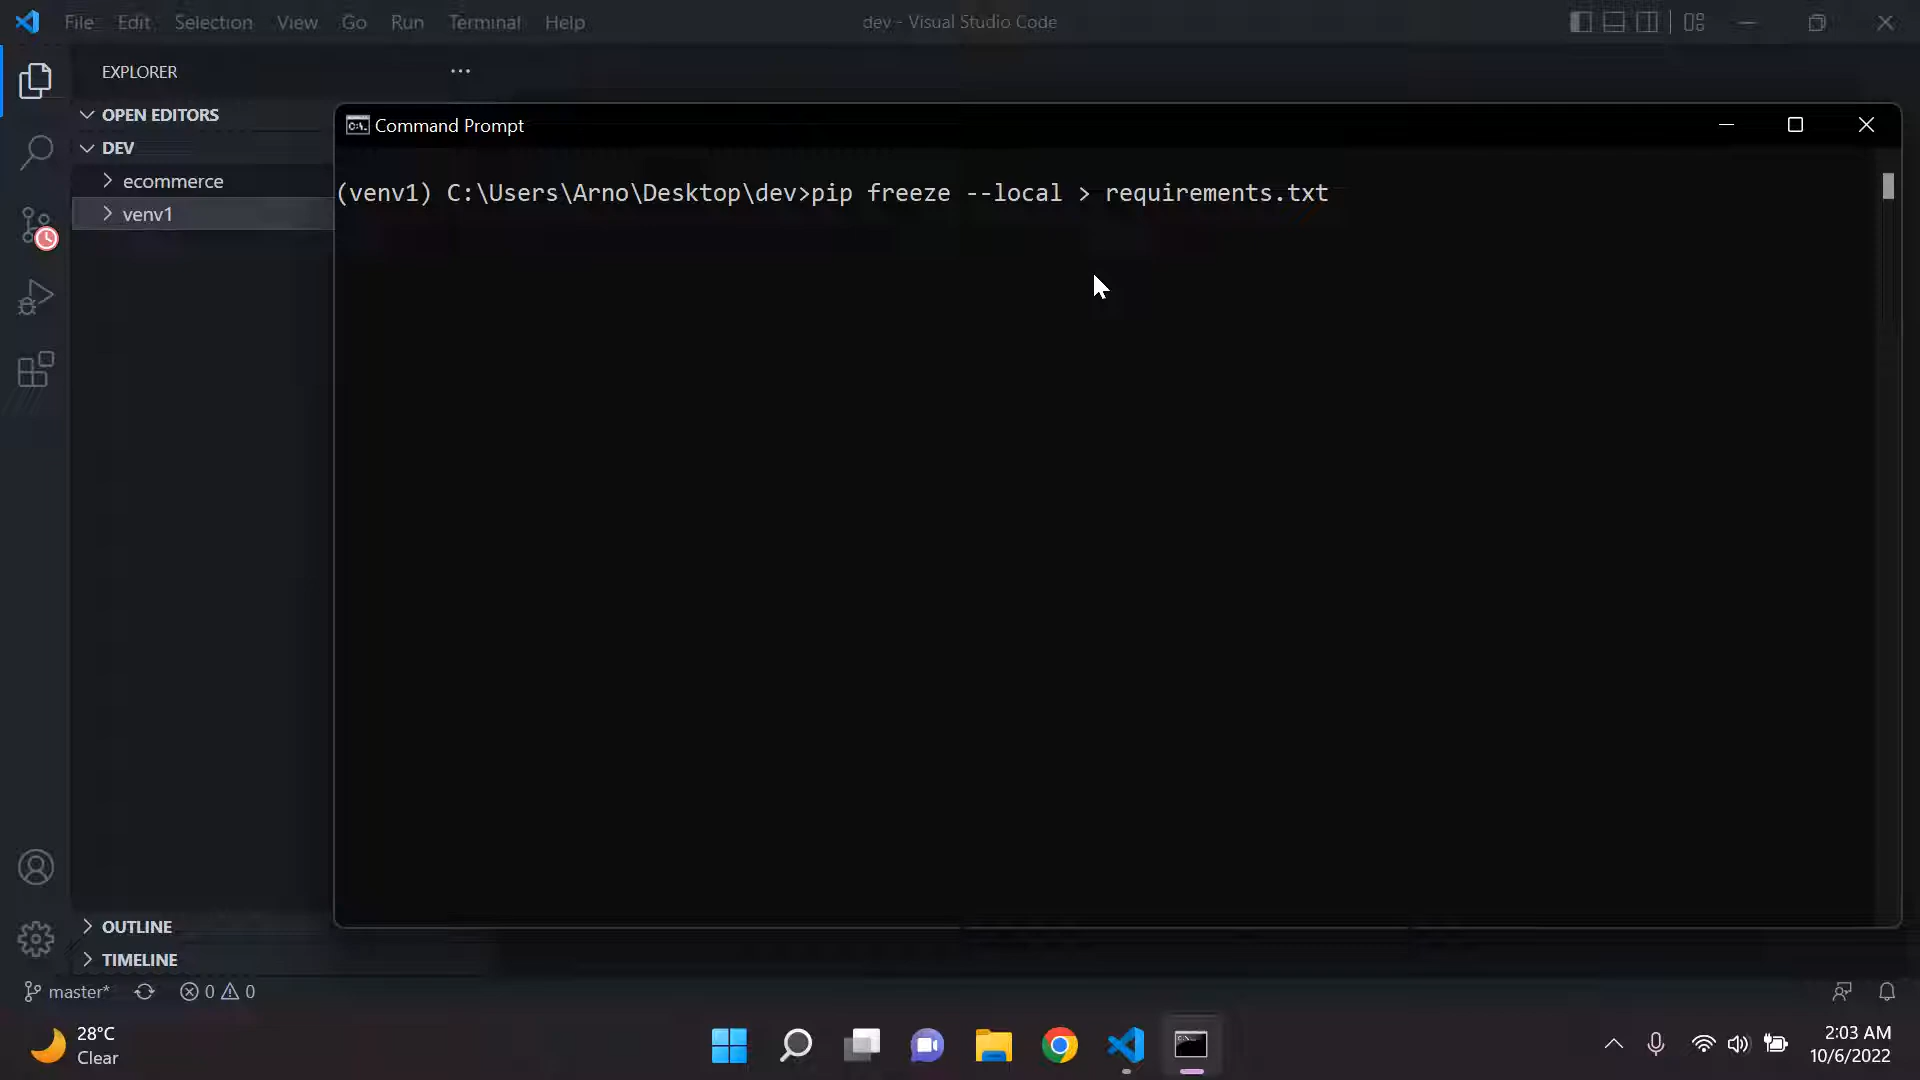 File Edit Selection View Go Run Terminal Help
dev - Visual Studio Code
EXPLORER
OPEN EDITORS
DEV
ecommerce
venv1
Command Prompt
(venv1) C:\Users\Arno\Desktop\dev>pip freeze --local > requirements.txt
OUTLINE
TIMELINE
master*
0 0
28°C
Clear
2:03 AM
10/6/2022